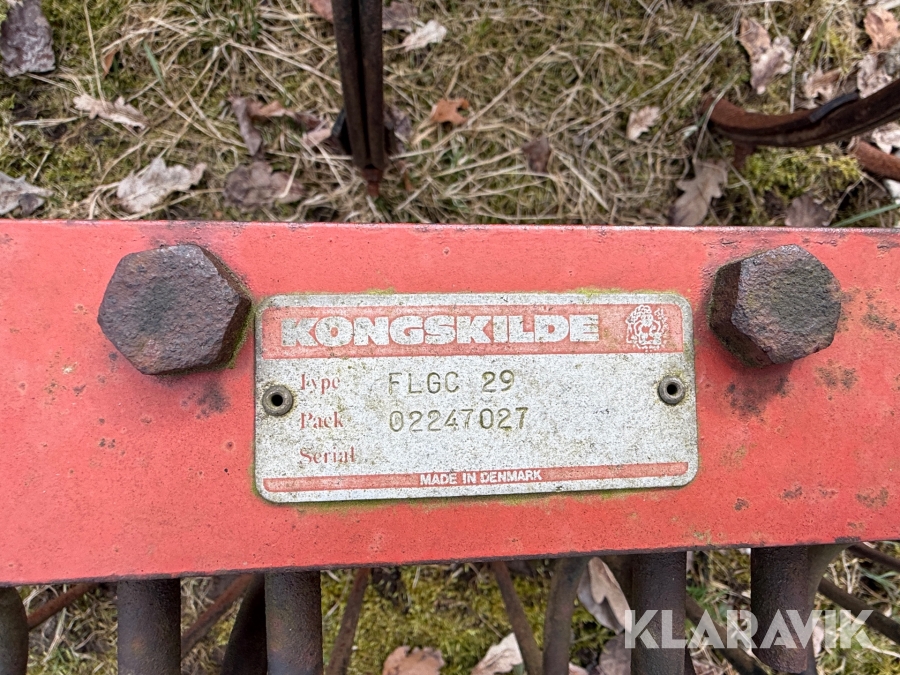 KONGSKILDE
Type FLGC 29
Pack 02247027
Serial
MADE IN DENMARK
KLARAVIK